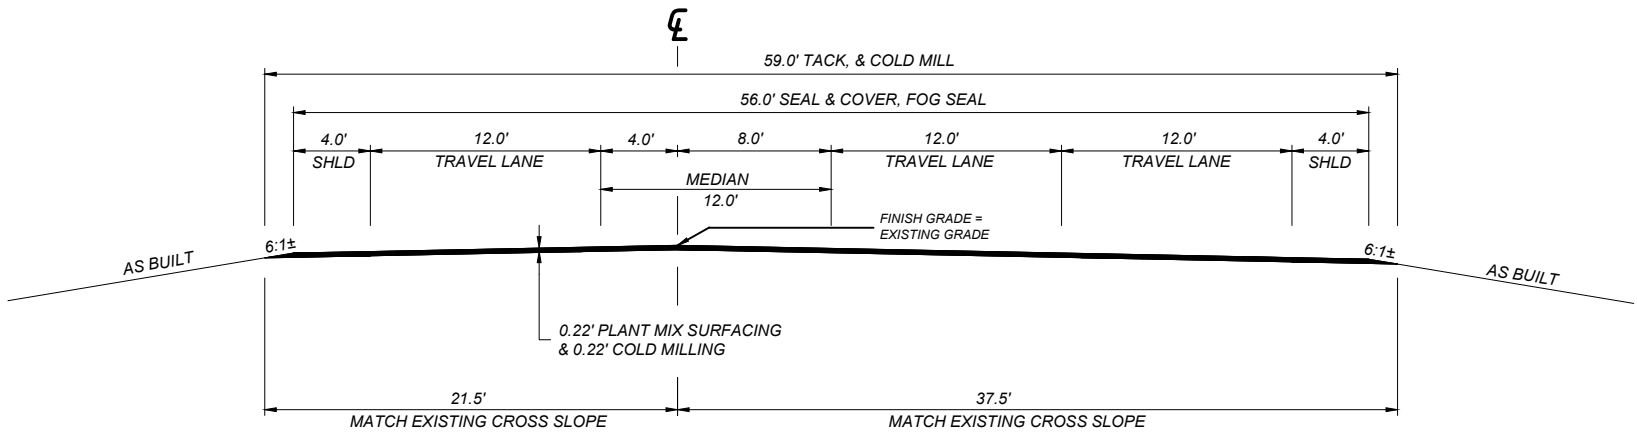 ℄
59.0' TACK, & COLD MILL
56.0' SEAL & COVER, FOG SEAL
4.0'
SHLD
12.0'
TRAVEL LANE
4.0'
8.0'
12.0'
TRAVEL LANE
12.0'
TRAVEL LANE
4.0'
SHLD
MEDIAN
12.0'
FINISH GRADE =
EXISTING GRADE
6:1±
AS BUILT
6:1±
AS BUILT
0.22' PLANT MIX SURFACING
& 0.22' COLD MILLING
21.5'
MATCH EXISTING CROSS SLOPE
37.5'
MATCH EXISTING CROSS SLOPE